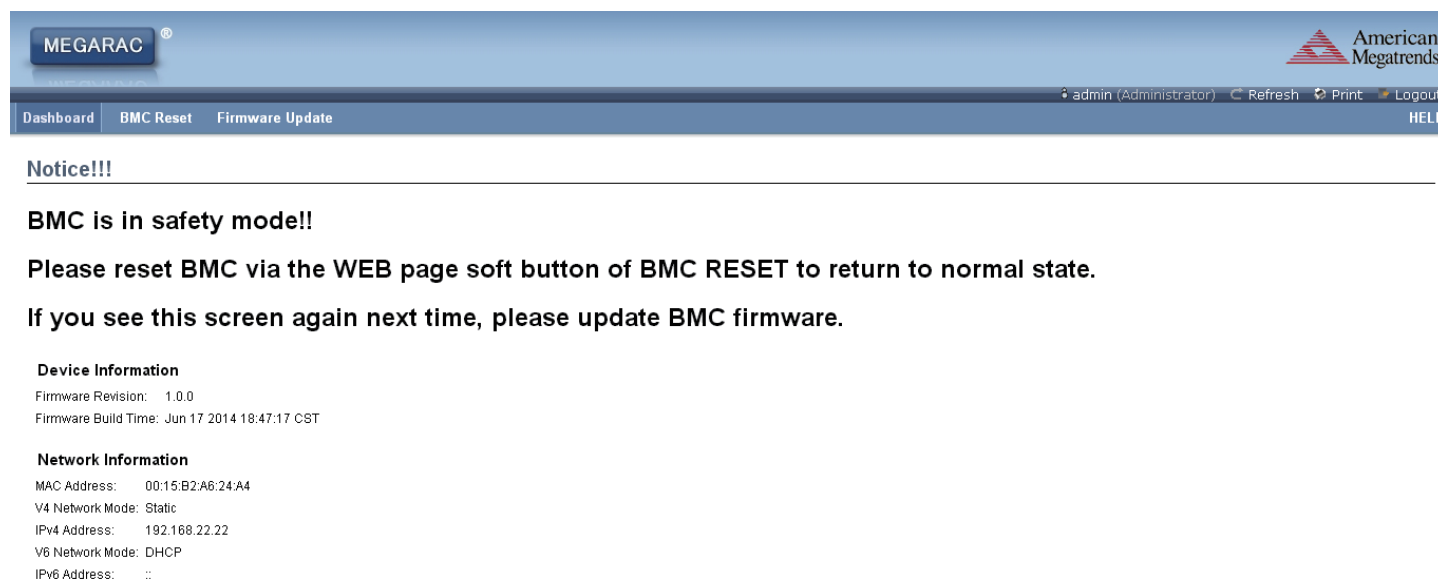 MEGARAC ®
American
Megatrends
admin (Administrator) Refresh Print Logout
Dashboard BMC Reset Firmware Update HEL
Notice!!!
BMC is in safety mode!!
Please reset BMC via the WEB page soft button of BMC RESET to return to normal state.
If you see this screen again next time, please update BMC firmware.
Device Information
Firmware Revision: 1.0.0
Firmware Build Time: Jun 17 2014 18:47:17 CST
Network Information
MAC Address: 00:15:B2:A6:24:A4
V4 Network Mode: Static
IPv4 Address: 192.168.22.22
V6 Network Mode: DHCP
IPv6 Address: ::